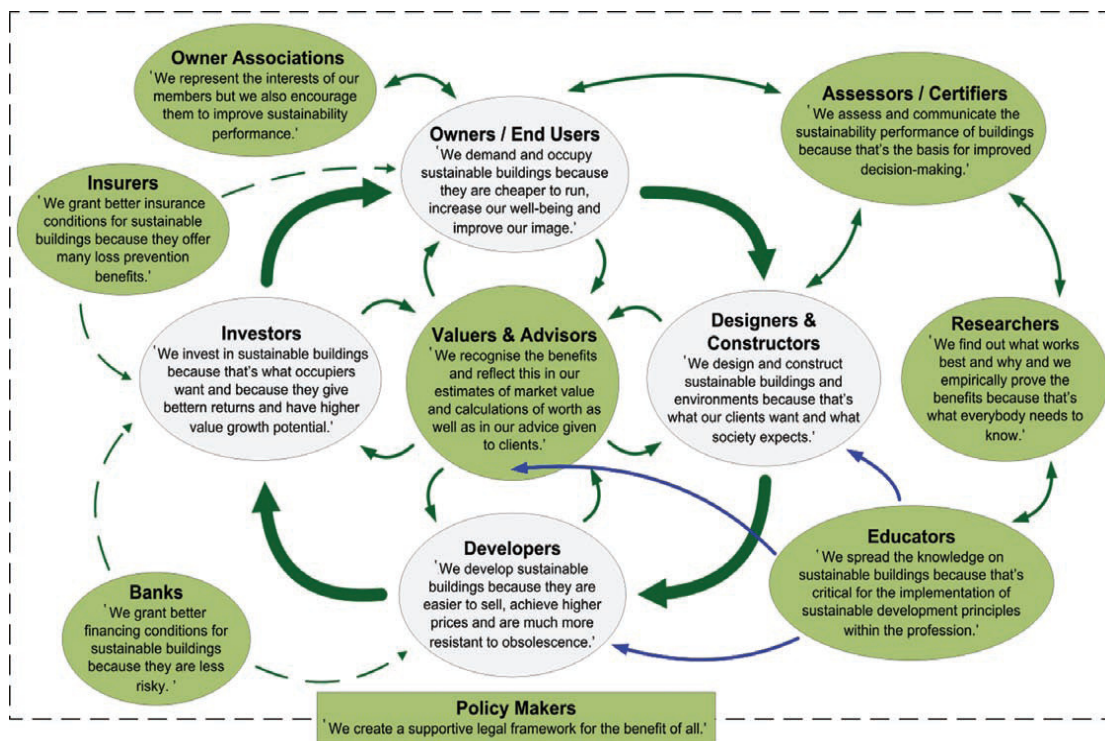 Owner Associations
'We represent the interests of our
members but we also encourage
them to improve sustainability
performance.'
Owners / End Users
'We demand and occupy
sustainable buildings because
they are cheaper to run,
increase our well-being and
improve our image.'
Assessors / Certifiers
'We assess and communicate the
sustainability performance of buildings
because that's the basis for improved
decision-making.'
Insurers
'We grant better insurance
conditions for sustainable
buildings because they offer
many loss prevention
benefits.'
Investors
'We invest in sustainable buildings
because that's what occupiers
want and because they give
bettern returns and have higher
value growth potential.'
Valuers & Advisors
'We recognise the benefits
and reflect this in our
estimates of market value
and calculations of worth as
well as in our advice given
to clients.'
Designers &
Constructors
'We design and construct
sustainable buildings and
environments because that's
what our clients want and what
society expects.'
Researchers
'We find out what works
best and why and we
empirically prove the
benefits because that's
what everybody needs to
know.'
Developers
'We develop sustainable
buildings because they are
easier to sell, achieve higher
prices and are much more
resistant to obsolescence.'
Educators
'We spread the knowledge on
sustainable buildings because that's
critical for the implementation of
sustainable development principles
within the profession.'
Banks
'We grant better
financing conditions for
sustainable buildings
because they are less
risky. '
Policy Makers
'We create a supportive legal framework for the benefit of all.'